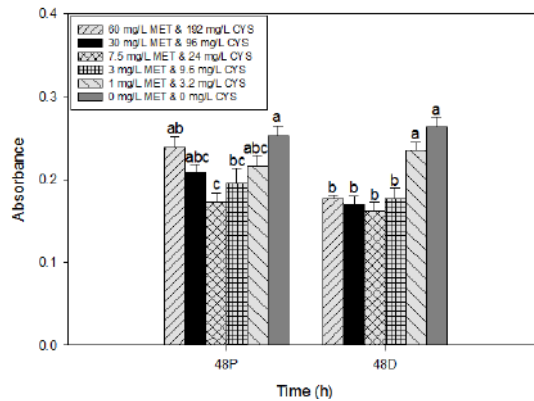 60 mg/L MET & 192 mg/L CYS
30 mg/L MET & 96 mg/L CYS
7.5 mg/L MET & 24 mg/L CYS
3 mg/L MET & 9.6 mg/L CYS
1 mg/L MET & 3.2 mg/L CYS
0 mg/L MET & 0 mg/L CYS
0.4
0.3
0.2
0.1
0.0
Absorbance
ab abc c bc abc a
b b b b a a
48P 48D
Time (h)